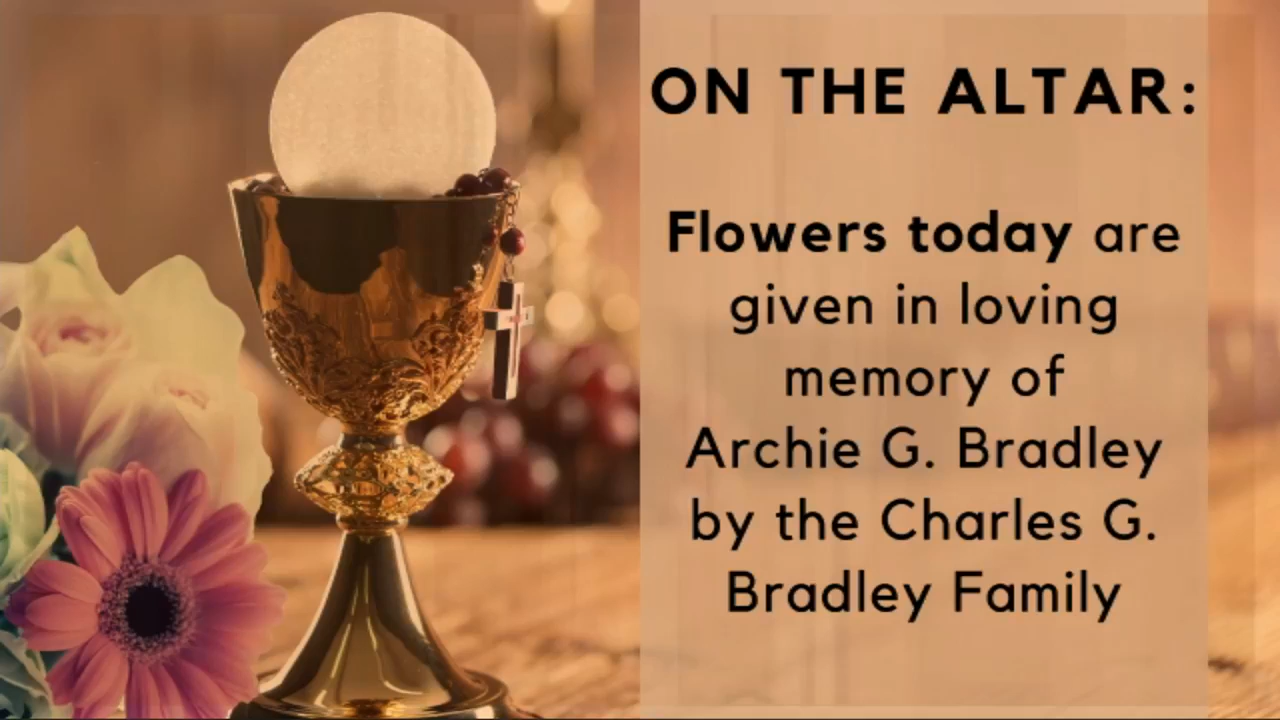 ON THE ALTAR:
Flowers today are
given in loving
memory of
Archie G. Bradley
by the Charles G.
Bradley Family